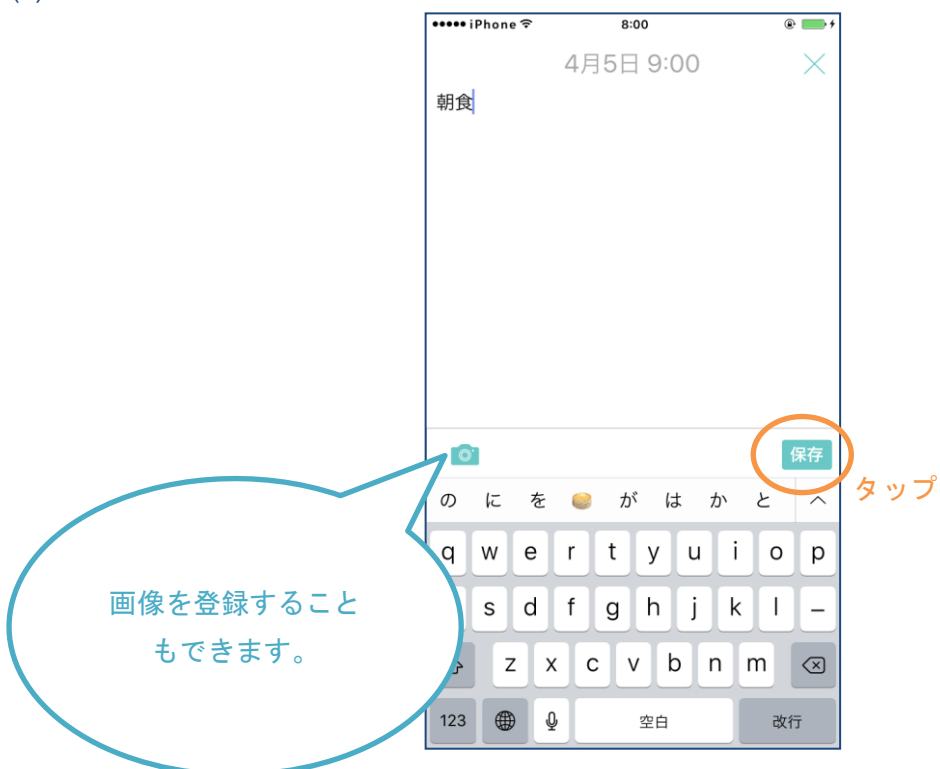 iPhone 8:00
4月5日 9:00
朝食
保存
タップ
の に を が は か と
q w e r t y u i o p
s d f g h j k l –
z x c v b n m
123 空白 改行
画像を登録すること
もできます。